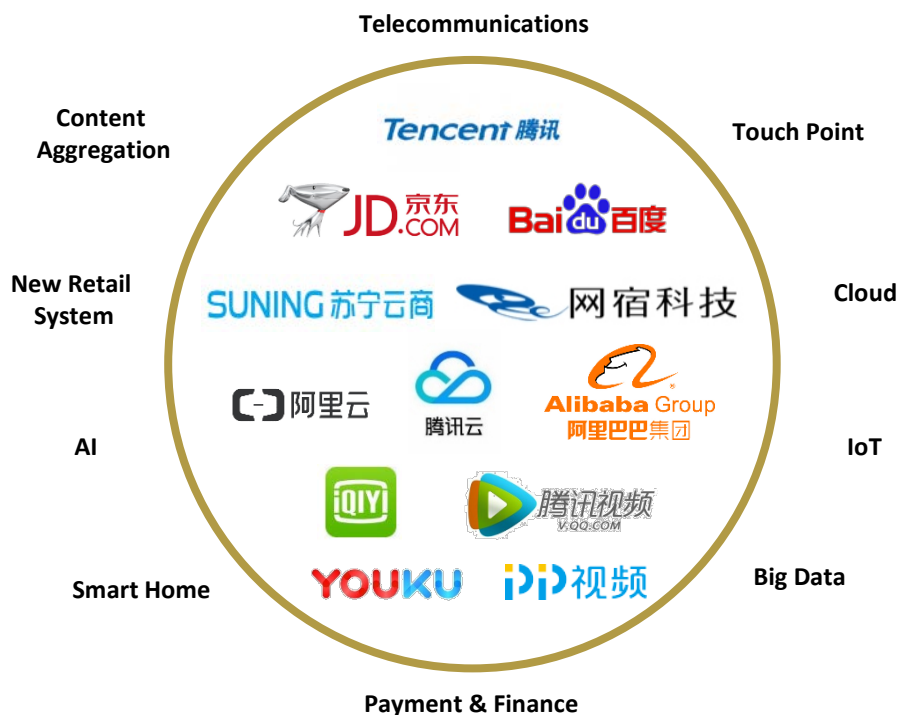 Telecommunications
Content
Aggregation
Tencent 腾讯
Touch Point
JD.COM 京东
Bai du 百度
New Retail
System
SUNING 苏宁云商
网宿科技
Cloud
阿里云
腾讯云
Alibaba Group
阿里巴巴集团
AI
IoT
iQIYI
腾讯视频
V.QQ.COM
Smart Home
YOUKU
PP视频
Big Data
Payment & Finance